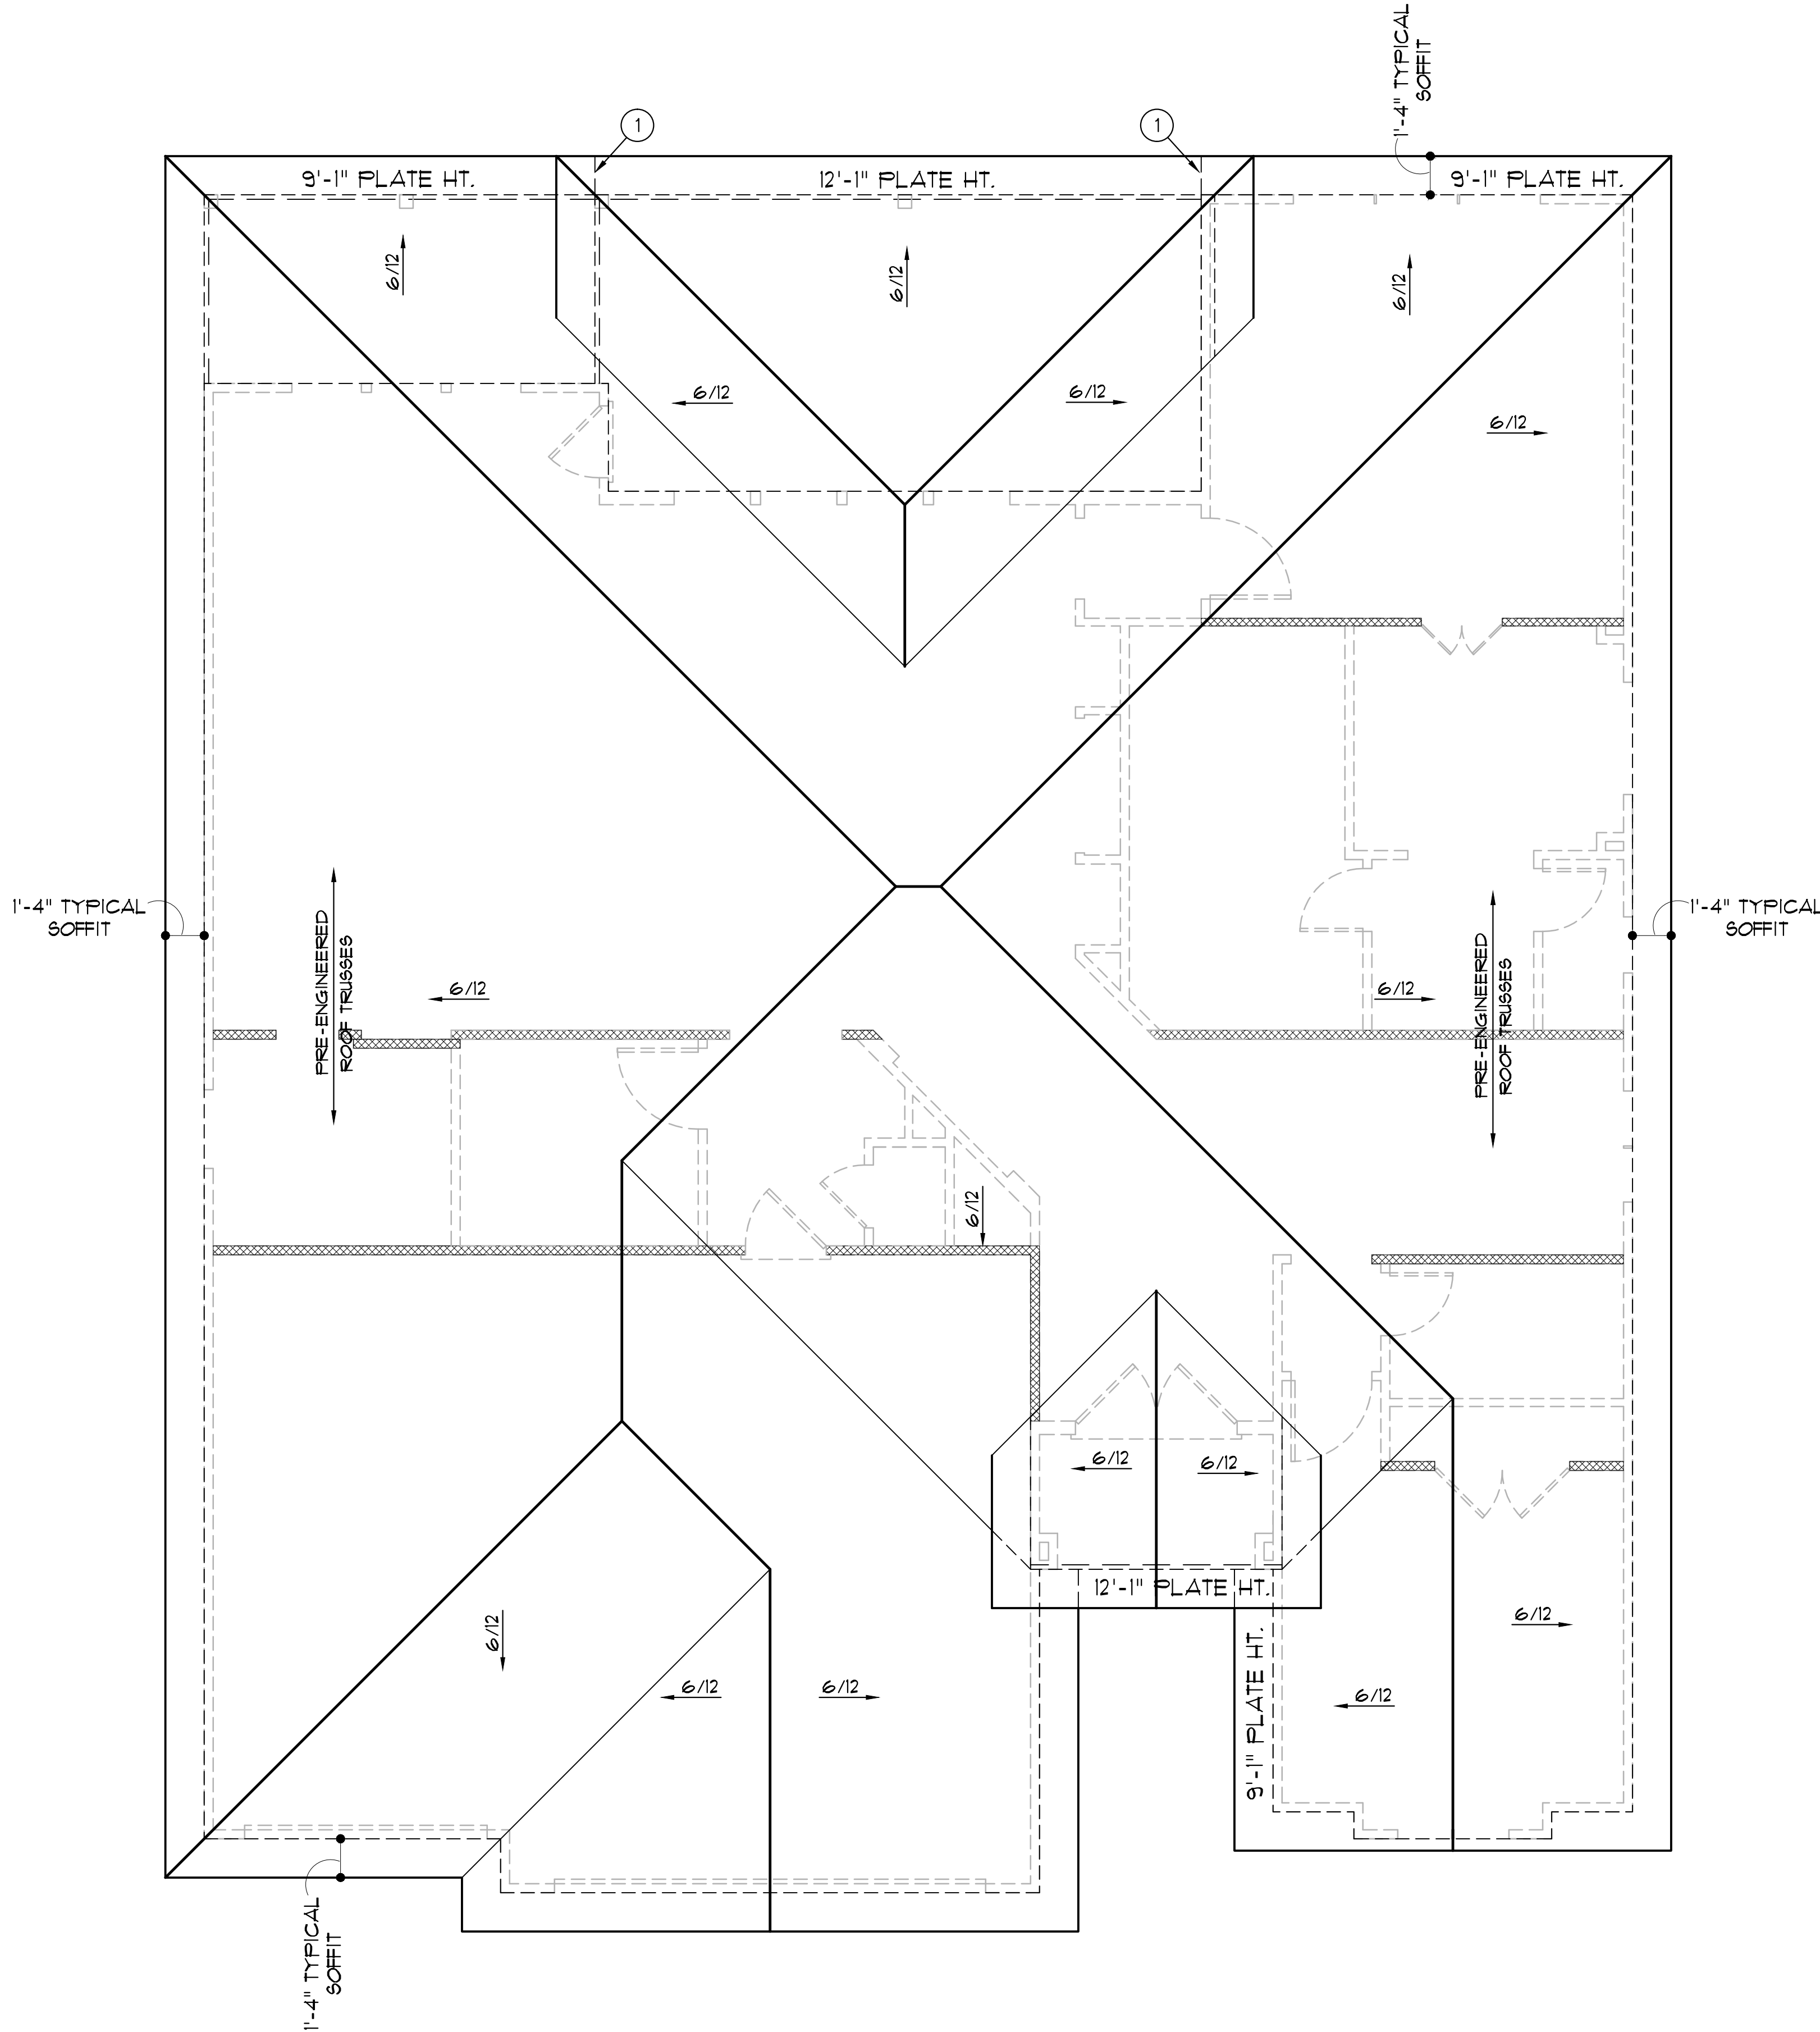 1'-4" TYPICAL
SOFFIT
1
1
9'-1" PLATE HT.
12'-1" PLATE HT.
9'-1" PLATE HT.
6/12
6/12
6/12
6/12
6/12
6/12
1'-4" TYPICAL
SOFFIT
1'-4" TYPICAL
SOFFIT
PRE-ENGINEERED
ROOF TRUSSES
6/12
6/12
PRE-ENGINEERED
ROOF TRUSSES
6/12
6/12
6/12
12'-1" PLATE HT.
6/12
6/12
6/12
6/12
9'-1" PLATE HT.
6/12
1'-4" TYPICAL
SOFFIT